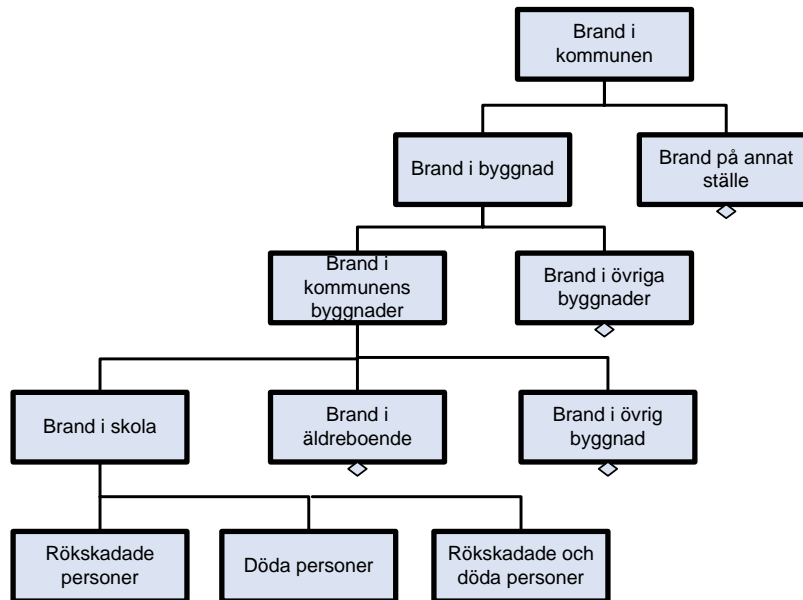 Brand i
kommunen
Brand i byggnad
Brand på annat
ställe
Brand i
kommunens
byggnader
Brand i övriga
byggnader
Brand i skola
Brand i
äldreboende
Brand i övrig
byggnad
Rökskadade
personer
Döda personer
Rökskadade och
döda personer